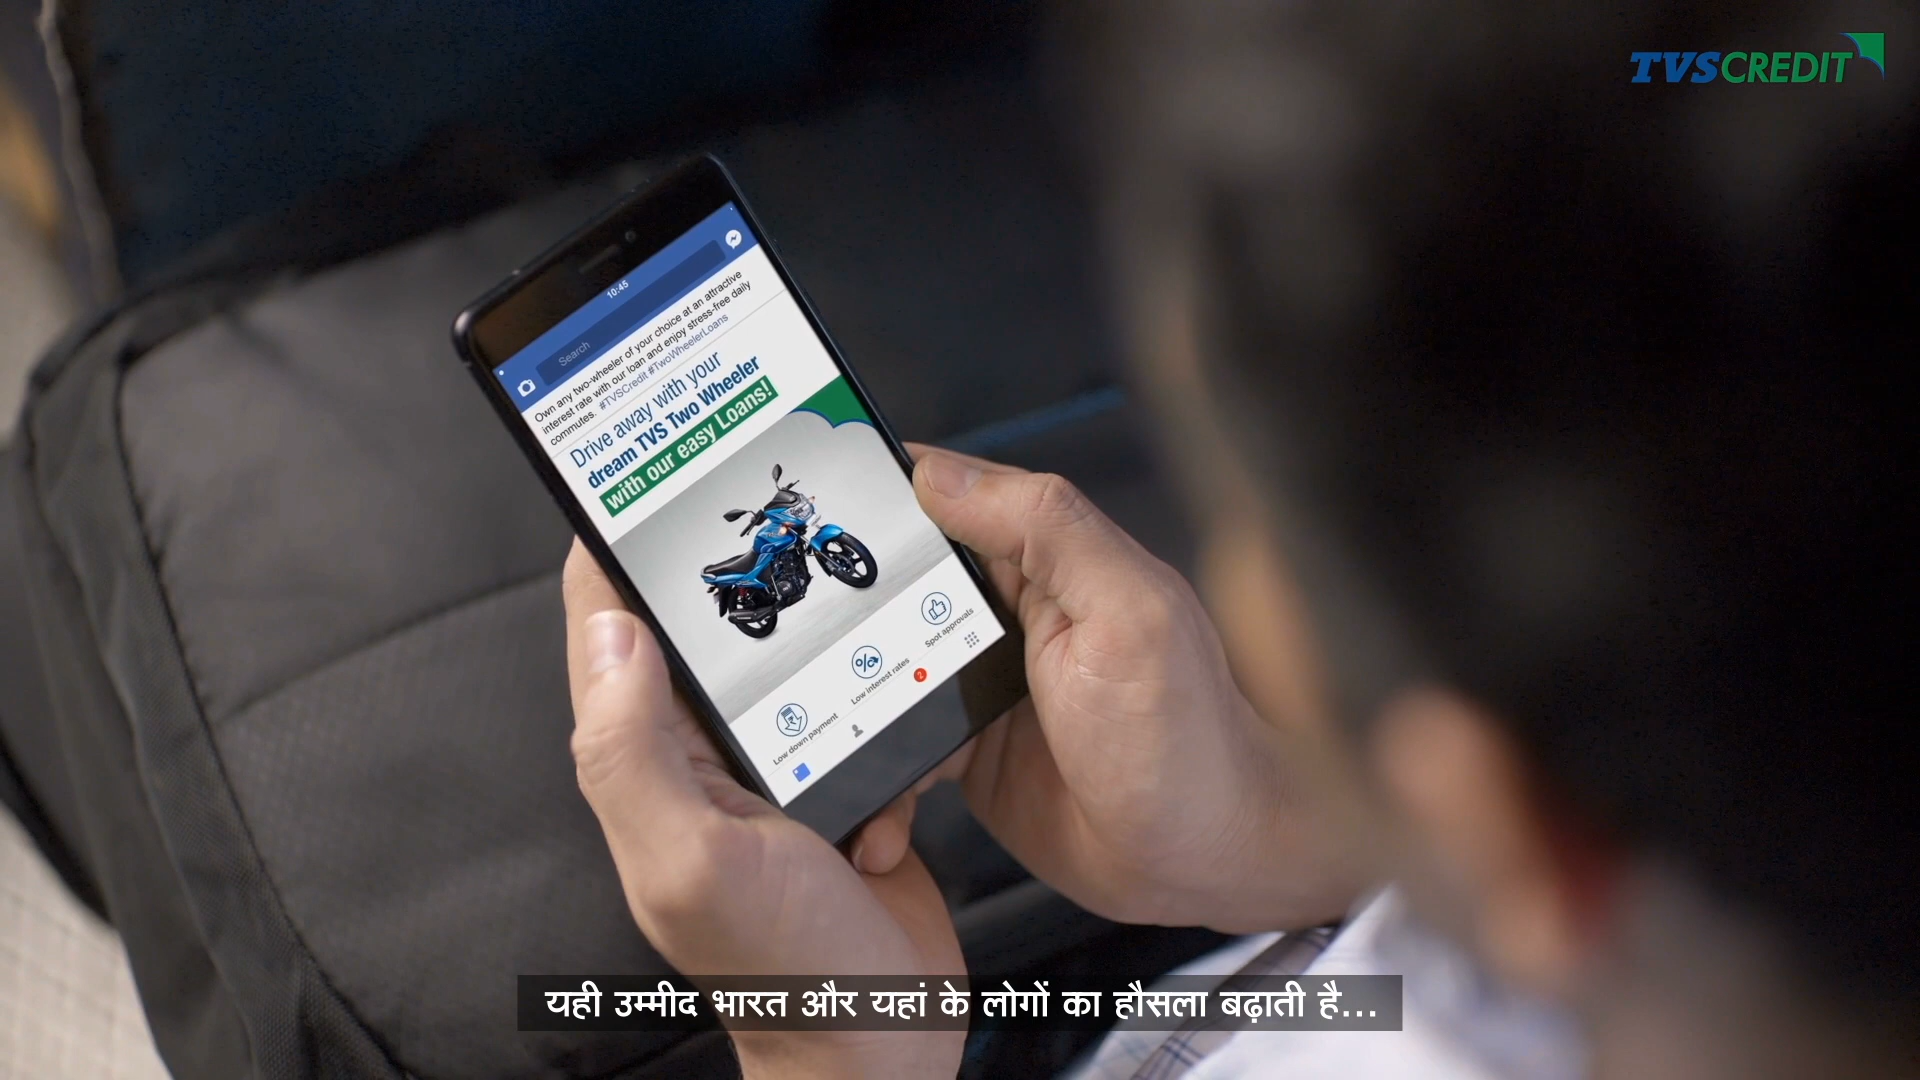 TVS CREDIT
10:45
Search
Own any two-wheeler of your choice at an attractive
interest rate with our loan and enjoy stress-free daily
commutes. #TVSCredit #TwoWheelerLoans
Drive away with your
dream TVS Two Wheeler
with our easy Loans!
Low down payment
Low interest rates
Spot approvals
2
यही उम्मीद भारत और यहां के लोगों का हौसला बढ़ाती है...